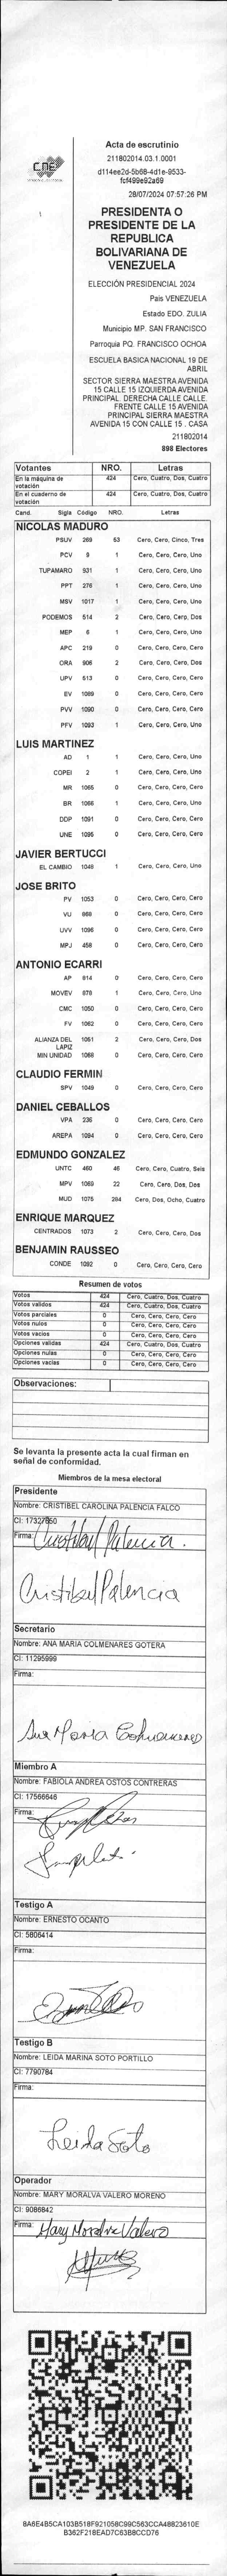 CNE
Acta de escrutinio
211802014.03.1.0001
d114ee2d-5b68-4d1e-9533-
fcf499e92a69
28/07/2024 07:57:26 PM
PRESIDENTA O
PRESIDENTE DE LA
REPUBLICA
BOLIVARIANA DE
VENEZUELA
ELECCIÓN PRESIDENCIAL 2024
Pais VENEZUELA
Estado EDO. ZULIA
Municipio MP. SAN FRANCISCO
Parroquia PQ. FRANCISCO OCHOA
ESCUELA BASICA NACIONAL 19 DE
ABRIL
SECTOR SIERRA MAESTRA AVENIDA
15 CALLE 15 IZQUIERDA AVENIDA
PRINCIPAL. DERECHA CALLE CALLE.
FRENTE CALLE 15 AVENIDA
PRINCIPAL SIERRA MAESTRA
AVENIDA 15 CON CALLE 15 . CASA
211802014
898 Electores
Votantes NRO. Letras
En la máquina de votación 424 Cero, Cuatro, Dos, Cuatro
En el cuaderno de votación 424 Cero, Cuatro, Dos, Cuatro
Cand. Sigla Código NRO. Letras
NICOLAS MADURO
PSUV 269 53 Cero, Cero, Cinco, Tres
PCV 9 1 Cero, Cero, Cero, Uno
TUPAMARO 931 1 Cero, Cero, Cero, Uno
PPT 276 1 Cero, Cero, Cero, Uno
MSV 1017 1 Cero, Cero, Cero, Uno
PODEMOS 514 2 Cero, Cero, Cero, Dos
MEP 6 1 Cero, Cero, Cero, Uno
APC 219 0 Cero, Cero, Cero, Cero
ORA 906 2 Cero, Cero, Cero, Dos
UPV 513 0 Cero, Cero, Cero, Cero
EV 1089 0 Cero, Cero, Cero, Cero
PVV 1090 0 Cero, Cero, Cero, Cero
PFV 1093 1 Cero, Cero, Cero, Uno
LUIS MARTINEZ
AD 1 1 Cero, Cero, Cero, Uno
COPEI 2 1 Cero, Cero, Cero, Uno
MR 1065 0 Cero, Cero, Cero, Cero
BR 1066 1 Cero, Cero, Cero, Uno
DDP 1091 0 Cero, Cero, Cero, Cero
UNE 1095 0 Cero, Cero, Cero, Cero
JAVIER BERTUCCI
EL CAMBIO 1048 1 Cero, Cero, Cero, Uno
JOSE BRITO
PV 1053 0 Cero, Cero, Cero, Cero
VU 868 0 Cero, Cero, Cero, Cero
UVV 1096 0 Cero, Cero, Cero, Cero
MPJ 458 0 Cero, Cero, Cero, Cero
ANTONIO ECARRI
AP 814 0 Cero, Cero, Cero, Cero
MOVEV 879 1 Cero, Cero, Cero, Uno
CMC 1050 0 Cero, Cero, Cero, Cero
FV 1062 0 Cero, Cero, Cero, Cero
ALIANZA DEL LAPIZ 1061 2 Cero, Cero, Cero, Dos
MIN UNIDAD 1068 0 Cero, Cero, Cero, Cero
CLAUDIO FERMIN
SPV 1049 0 Cero, Cero, Cero, Cero
DANIEL CEBALLOS
VPA 236 0 Cero, Cero, Cero, Cero
AREPA 1094 0 Cero, Cero, Cero, Cero
EDMUNDO GONZALEZ
UNTC 460 46 Cero, Cero, Cuatro, Seis
MPV 1069 22 Cero, Cero, Dos, Dos
MUD 1075 284 Cero, Dos, Ocho, Cuatro
ENRIQUE MARQUEZ
CENTRADOS 1073 2 Cero, Cero, Cero, Dos
BENJAMIN RAUSSEO
CONDE 1092 0 Cero, Cero, Cero, Cero
Resumen de votos
Votos 424 Cero, Cuatro, Dos, Cuatro
Votos validos 424 Cero, Cuatro, Dos, Cuatro
Votos parciales 0 Cero, Cero, Cero, Cero
Votos nulos 0 Cero, Cero, Cero, Cero
Votos vacios 0 Cero, Cero, Cero, Cero
Opciones validas 424 Cero, Cuatro, Dos, Cuatro
Opciones nulas 0 Cero, Cero, Cero, Cero
Opciones vacias 0 Cero, Cero, Cero, Cero
Observaciones:
Se levanta la presente acta la cual firman en
señal de conformidad.
Miembros de la mesa electoral
Presidente
Nombre: CRISTIBEL CAROLINA PALENCIA FALCO
CI: 17327650
Firma: Cristibel Palencia.
Cristibel Palencia
Secretario
Nombre: ANA MARIA COLMENARES GOTERA
CI: 11295999
Firma:
Ana Maria Colmenares
Miembro A
Nombre: FABIOLA ANDREA OSTOS CONTRERAS
CI: 17566646
Firma:
Testigo A
Nombre: ERNESTO OCANTO
CI: 5806414
Firma:
Testigo B
Nombre: LEIDA MARINA SOTO PORTILLO
CI: 7790784
Firma:
Leida Soto
Operador
Nombre: MARY MORALVA VALERO MORENO
CI: 9086842
Firma: Mary Moralva Valero
8A6E4B5CA103B518F921058C99C563CCA48823610E
B362F218EAD7C63B8CCD76